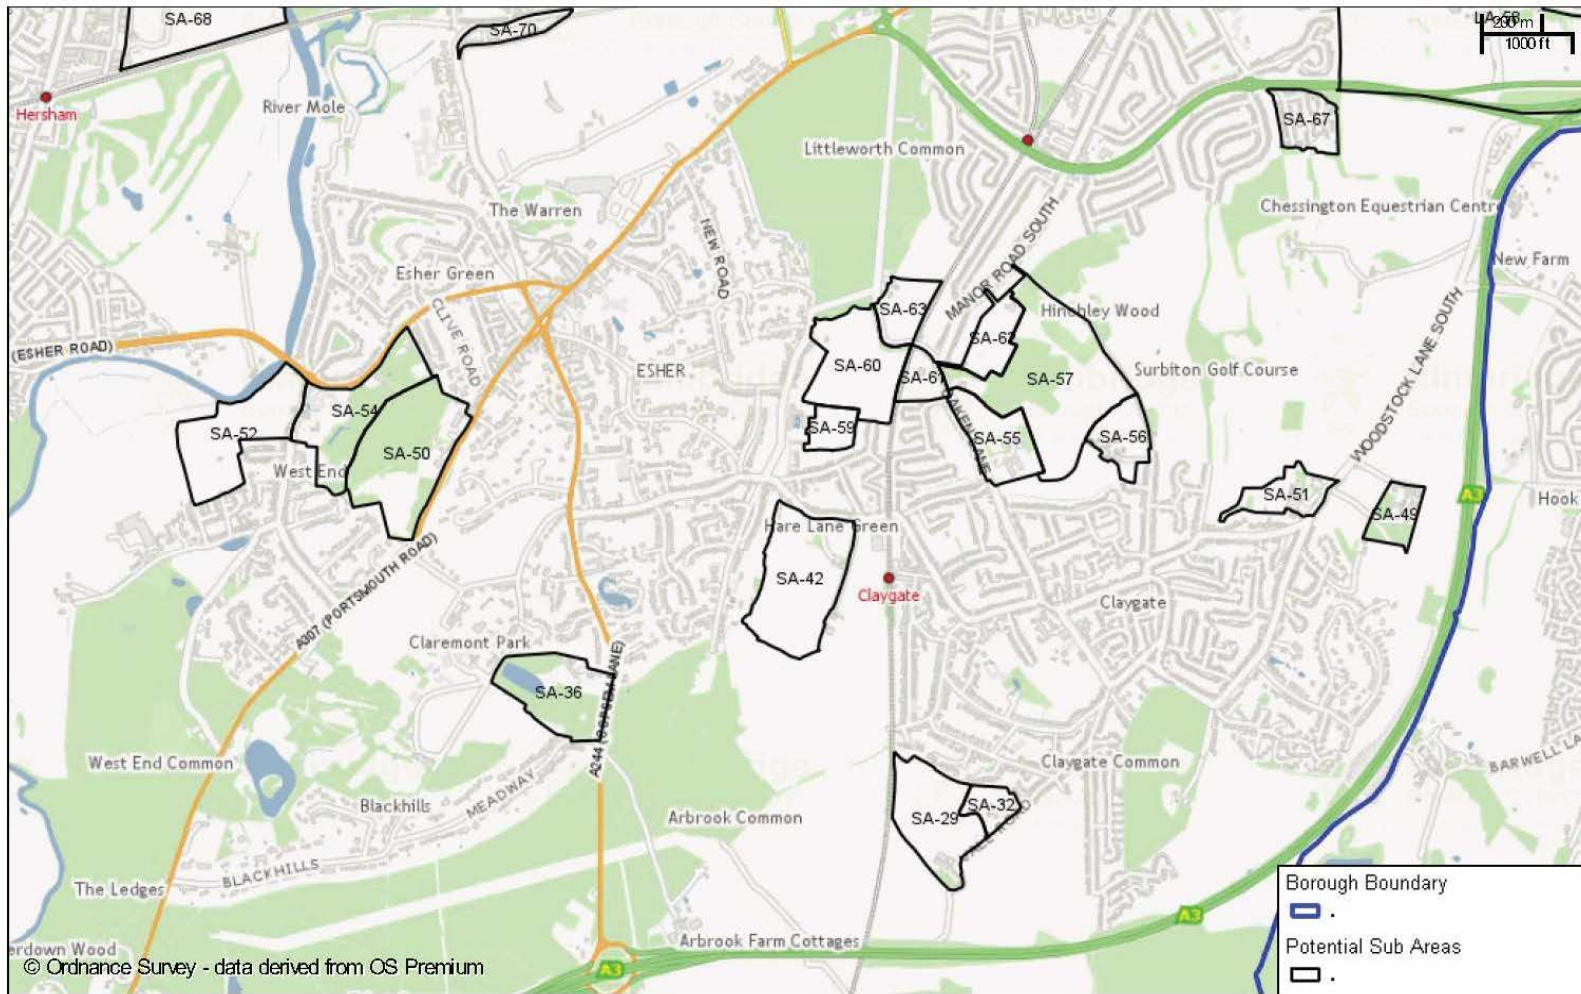 SA-68
SA-70
200 m
1000 ft
Hersham
River Mole
SA-67
Littleworth Common
The Warren
Chessington Equestrian Centre
NEW ROAD
MANOR ROAD SOUTH
Esher Green
New Farm
CLIVE ROAD
SA-63
Hinchley Wood
(ESHER ROAD)
SA-62
ESHER
SA-60
SA-61
SA-57
Surbiton Golf Course
WOODSTOCK LANE SOUTH
SA-54
SA-52
SA-59
SA-55
SA-56
SA-50
West End
A3
Hook
SA-51
SA-49
Hare Lane Green
A307 (PORTSMOUTH ROAD)
SA-42
Claygate
Claygate
Claremont Park
SA-36
West End Common
Claygate Common
MEADWAY
Blackhills
SA-32
SA-29
Arbrook Common
BLACKHILLS
The Ledges
Borough Boundary
.
A3
Arbrook Farm Cottages
Potential Sub Areas
.
A3
erdown Wood
© Ordnance Survey - data derived from OS Premium